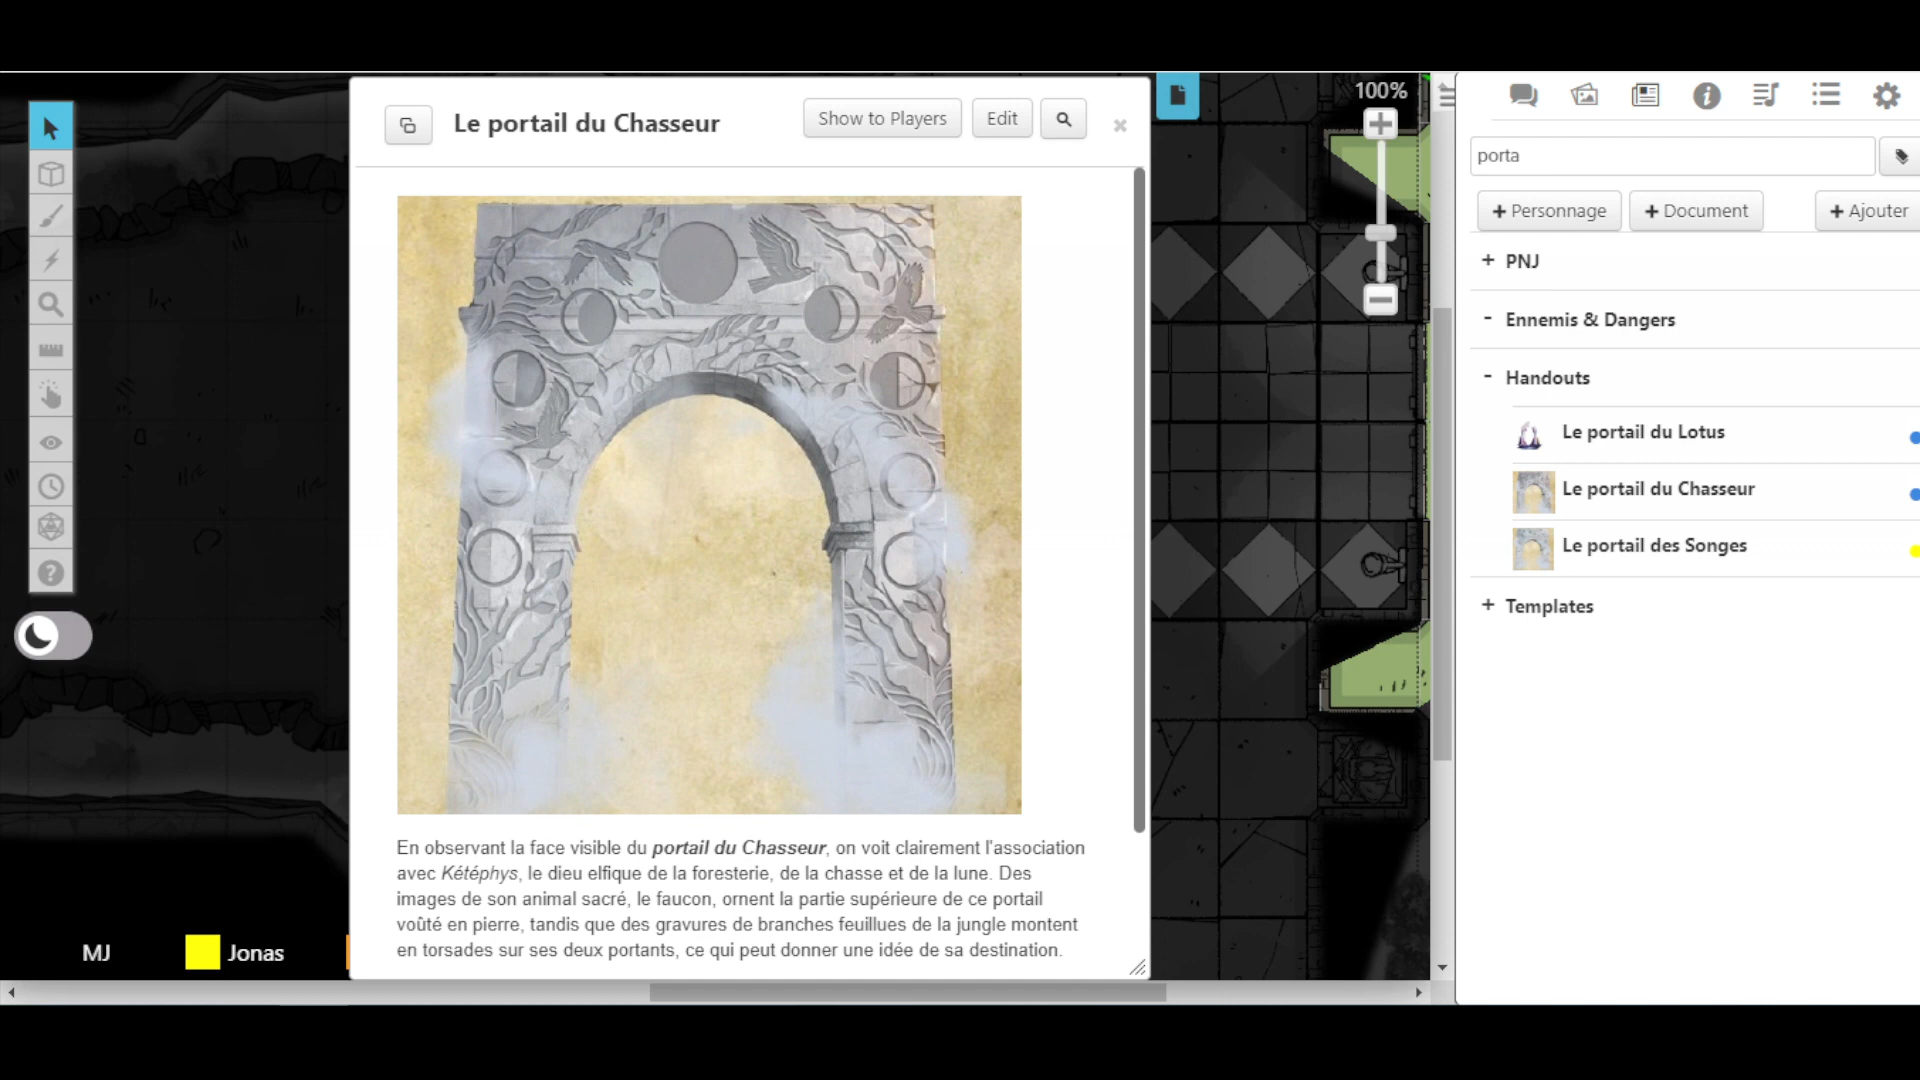 Le portail du Chasseur
Show to Players
Edit
100%
porta
+ Personnage
+ Document
+ Ajouter
+ PNJ
- Ennemis & Dangers
- Handouts
Le portail du Lotus
Le portail du Chasseur
Le portail des Songes
+ Templates
En observant la face visible du portail du Chasseur, on voit clairement l'association
avec Kétéphys, le dieu elfique de la foresterie, de la chasse et de la lune. Des
images de son animal sacré, le faucon, ornent la partie supérieure de ce portail
voûté en pierre, tandis que des gravures de branches feuillues de la jungle montent
en torsades sur ses deux portants, ce qui peut donner une idée de sa destination.
MJ
Jonas